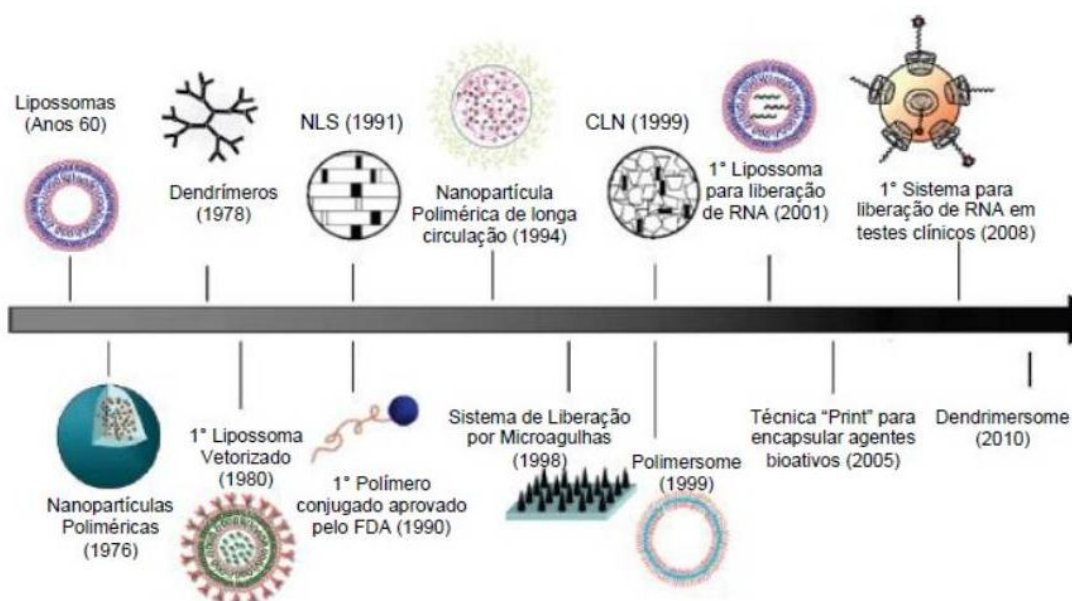 Lipossomas
(Anos 60)
Dendrímeros
(1978)
NLS (1991)
Nanopartícula
Polimérica de longa
circulação (1994)
CLN (1999)
1° Lipossoma
para liberação
de RNA (2001)
1° Sistema para
liberação de RNA em
testes clínicos (2008)
Nanopartículas
Poliméricas
(1976)
1° Lipossoma
Vetorizado
(1980)
1° Polímero
conjugado aprovado
pelo FDA (1990)
Sistema de Liberação
por Microagulhas
(1998)
Polimersome
(1999)
Técnica “Print” para
encapsular agentes
bioativos (2005)
Dendrimersome
(2010)